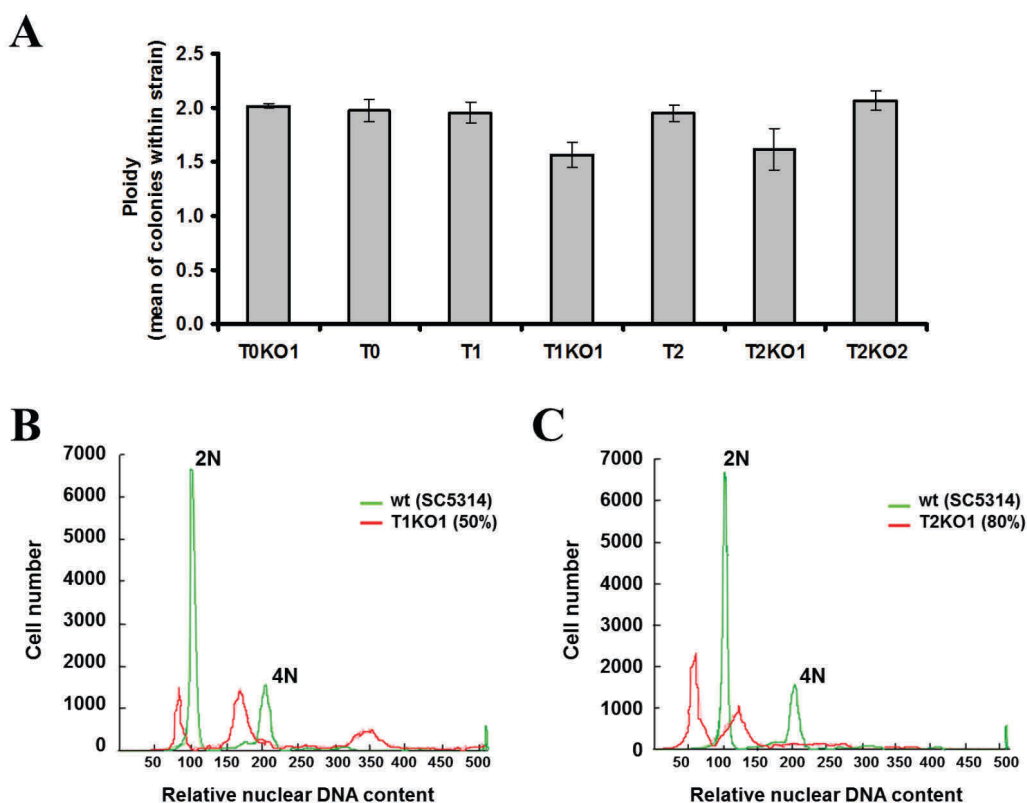 A
Ploidy
(mean of colonies within strain)
2.5
2.0
1.5
1.0
0.5
0.0
T0KO1 T0 T1 T1KO1 T2 T2KO1 T2KO2
B
Cell number
7000
6000
5000
4000
3000
2000
1000
0
2N
4N
wt (SC5314)
T1KO1 (50%)
50 100 150 200 250 300 350 400 450 500
Relative nuclear DNA content
C
Cell number
7000
6000
5000
4000
3000
2000
1000
0
2N
4N
wt (SC5314)
T2KO1 (80%)
50 100 150 200 250 300 350 400 450 500
Relative nuclear DNA content